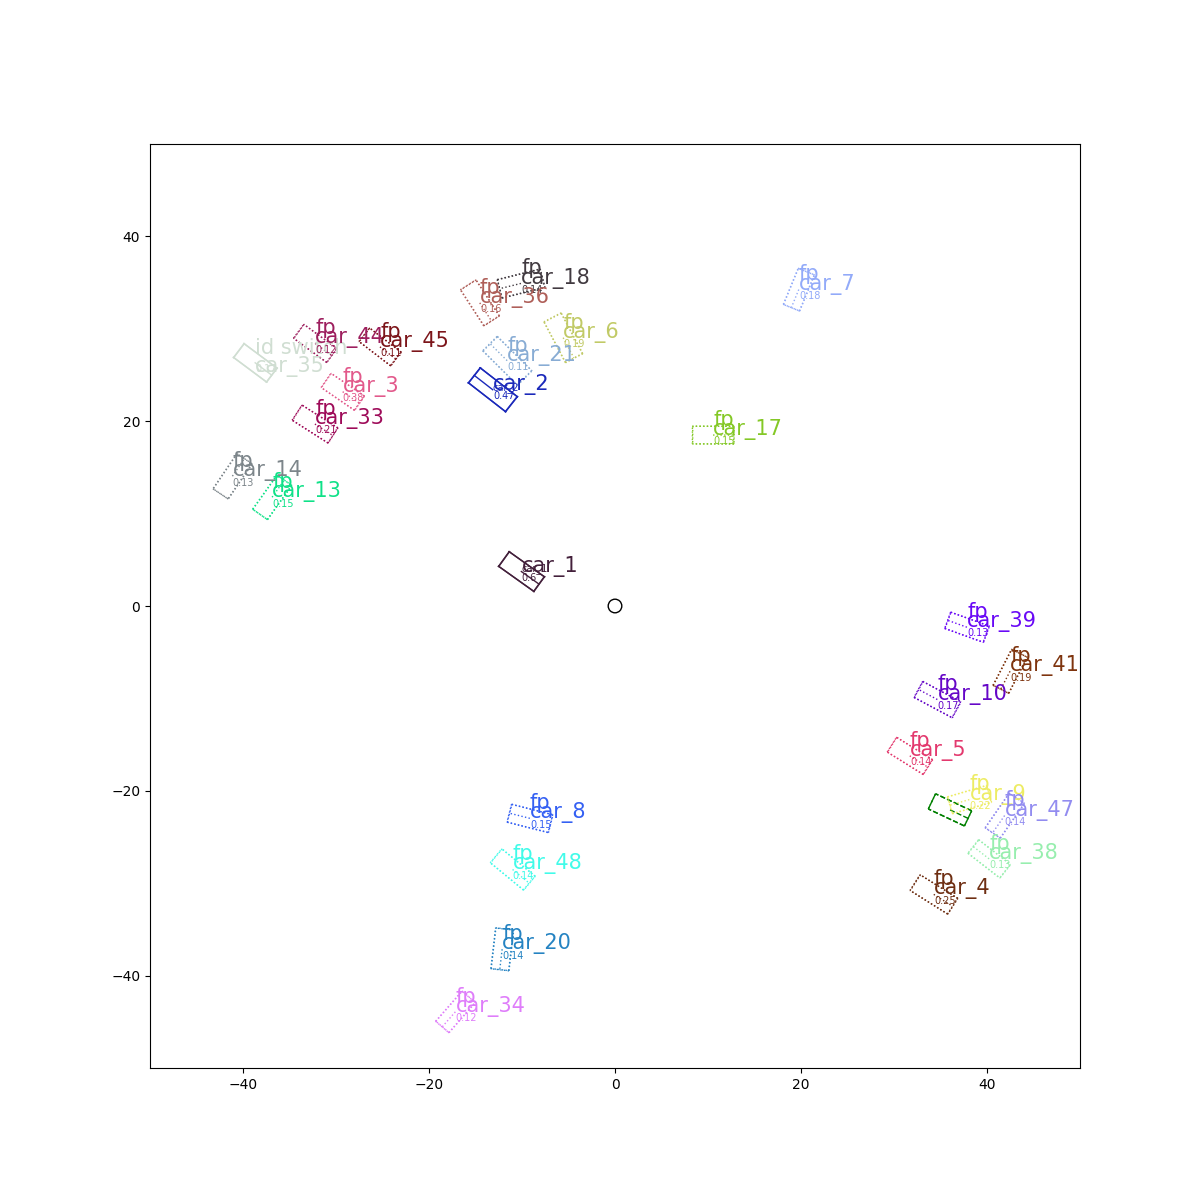 40
20
0
−20
−40
−40
−20
0
20
40
fp
car_18
0.14
fp
car_36
0.16
fp
car_7
0.18
fp
car_6
0.19
fp
car_44
0.12
fp
car_45
0.11
id switch
car_35
fp
car_21
0.11
fp
car_3
0.38
car_2
0.47
fp
car_33
0.21
fp
car_17
0.15
fp
car_14
0.13
fp
car_13
0.15
car_1
fp
car_39
0.13
fp
car_41
0.19
fp
car_10
0.17
fp
car_5
0.14
fp
car_9
0.22
fp
car_47
0.14
fp
car_8
0.15
fp
car_38
0.13
fp
car_48
0.14
fp
car_4
0.25
fp
car_20
0.14
fp
car_34
0.12